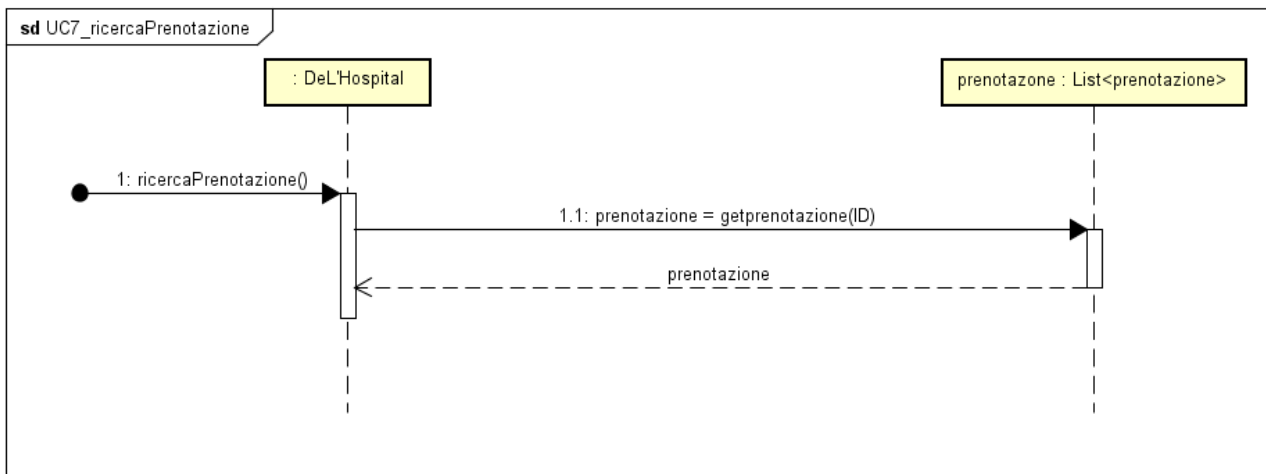 sd UC7_ricercaPrenotazione
: DeL'Hospital
prenotazone : List<prenotazione>
1: ricercaPrenotazione()
1.1: prenotazione = getprenotazione(ID)
prenotazione